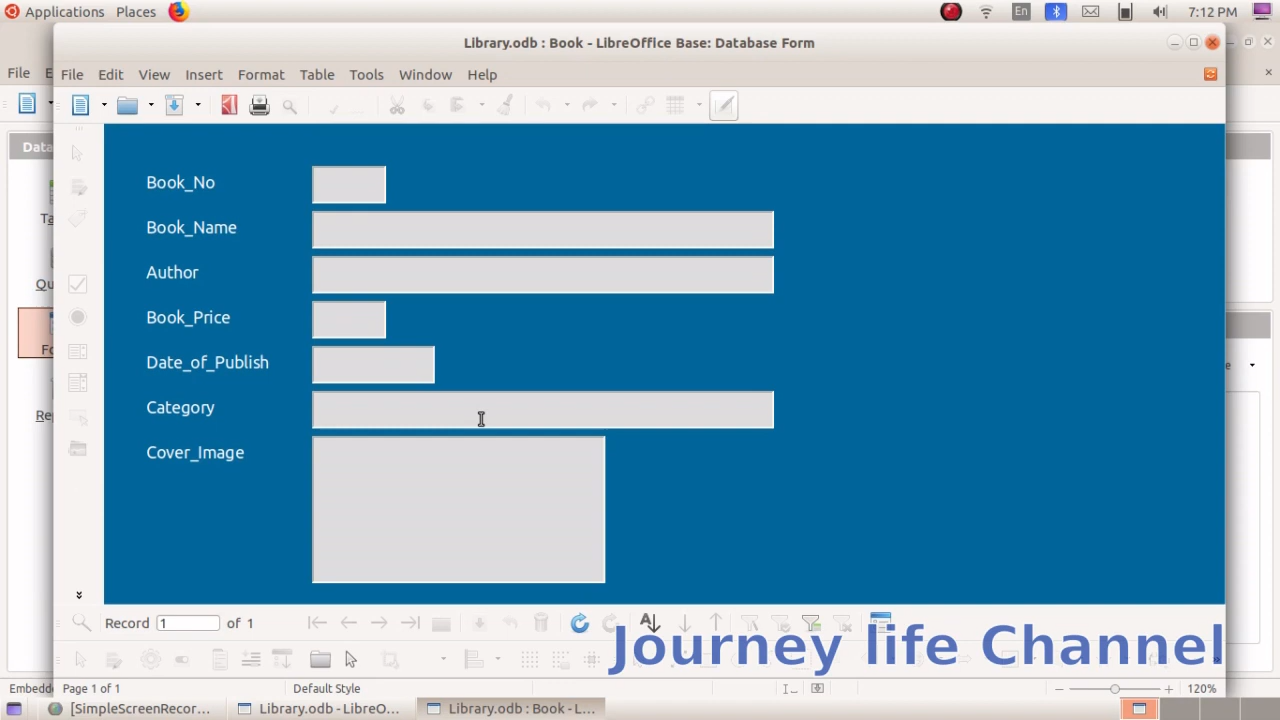 Applications Places En 7:12 PM
Library.odb : Book - LibreOffice Base: Database Form
File
File Edit View Insert Format Table Tools Window Help
Book_No
Book_Name
Author
Book_Price
Date_of_Publish
Category
Cover_Image
Record 1 of 1
Journey life Channel
Page 1 of 1 Default Style 120%
[SimpleScreenRecor... Library.odb - LibreO... Library.odb : Book - L...